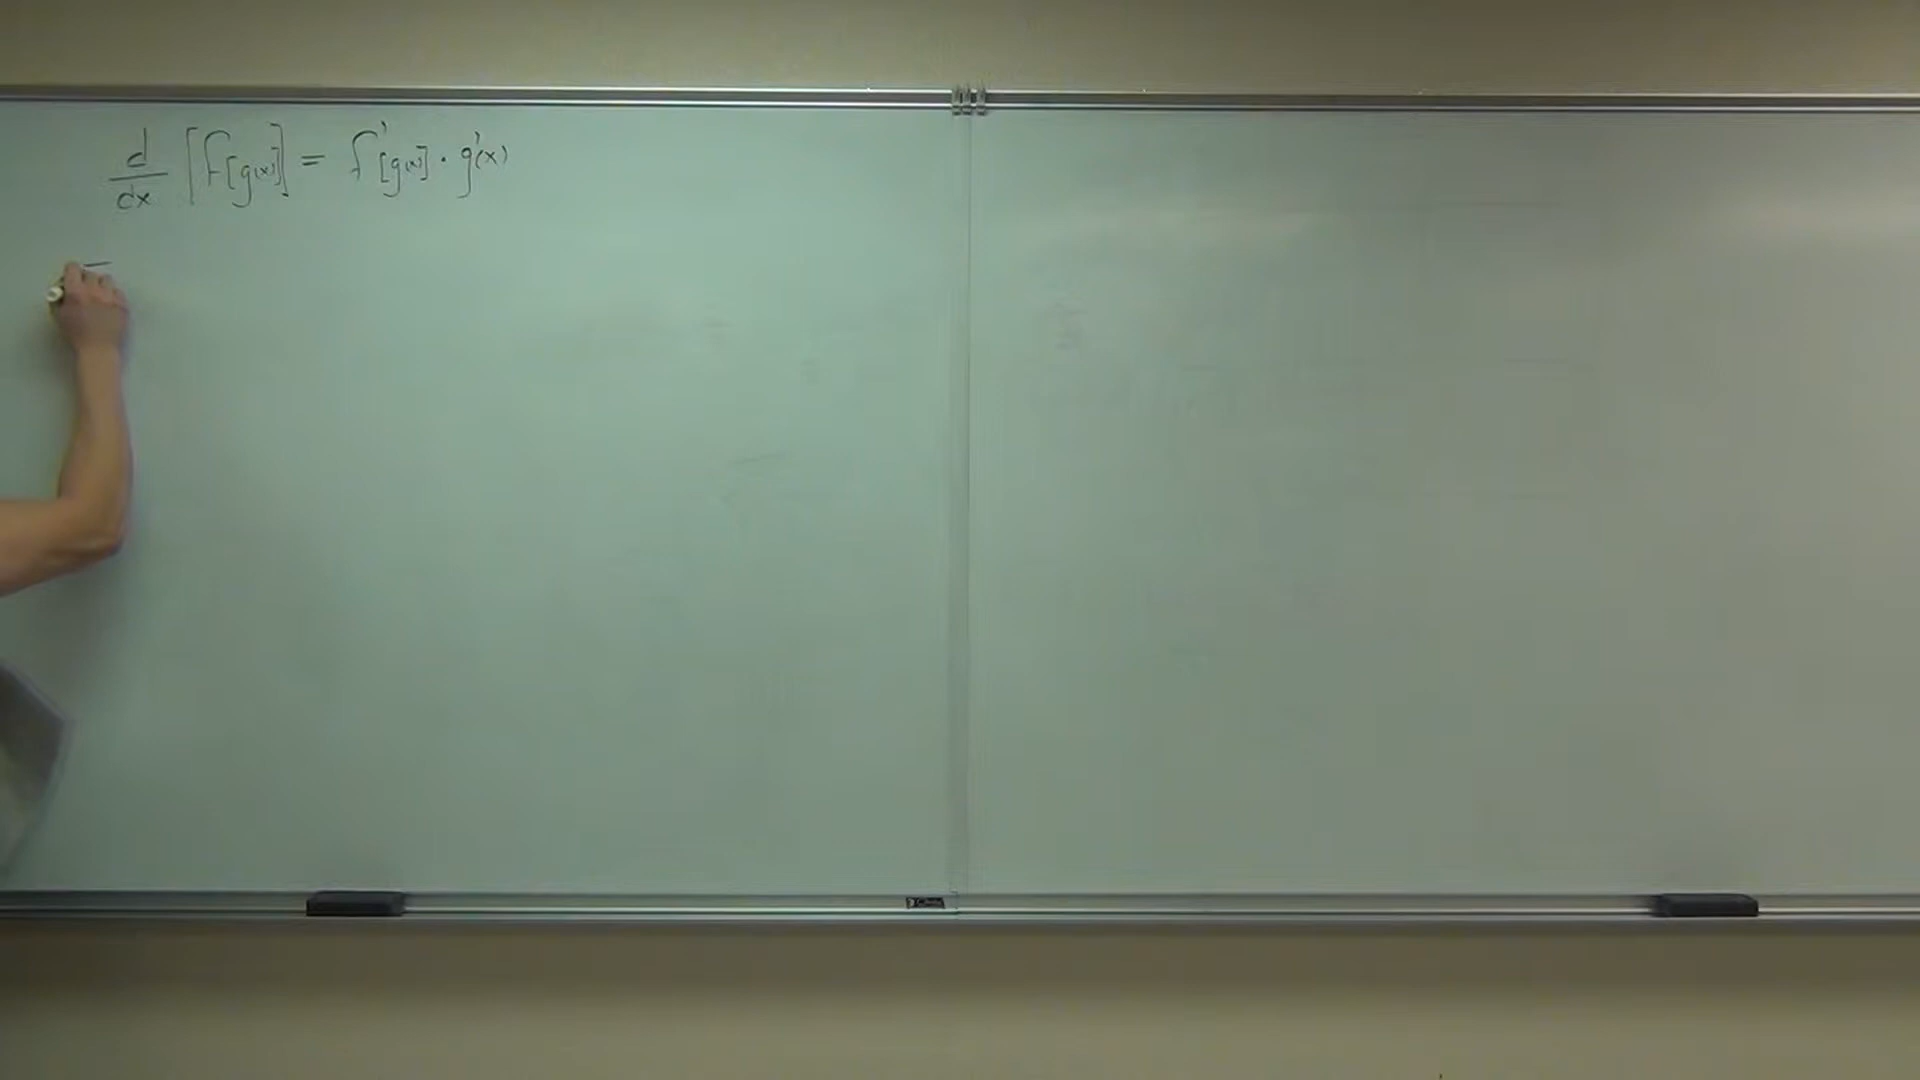 d/dx [f[g(x)]] = f'[g(x)] · g'(x)